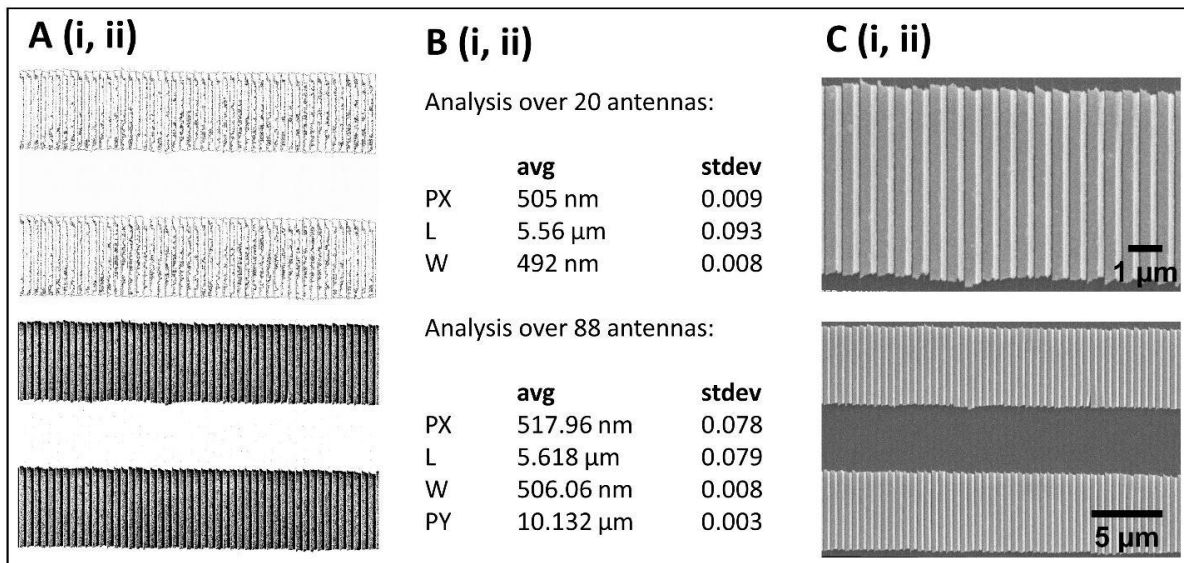 A (i, ii)
B (i, ii)
Analysis over 20 antennas:
avg stdev
PX 505 nm 0.009
L 5.56 µm 0.093
W 492 nm 0.008
Analysis over 88 antennas:
avg stdev
PX 517.96 nm 0.078
L 5.618 µm 0.079
W 506.06 nm 0.008
PY 10.132 µm 0.003
C (i, ii)
1 µm
5 µm